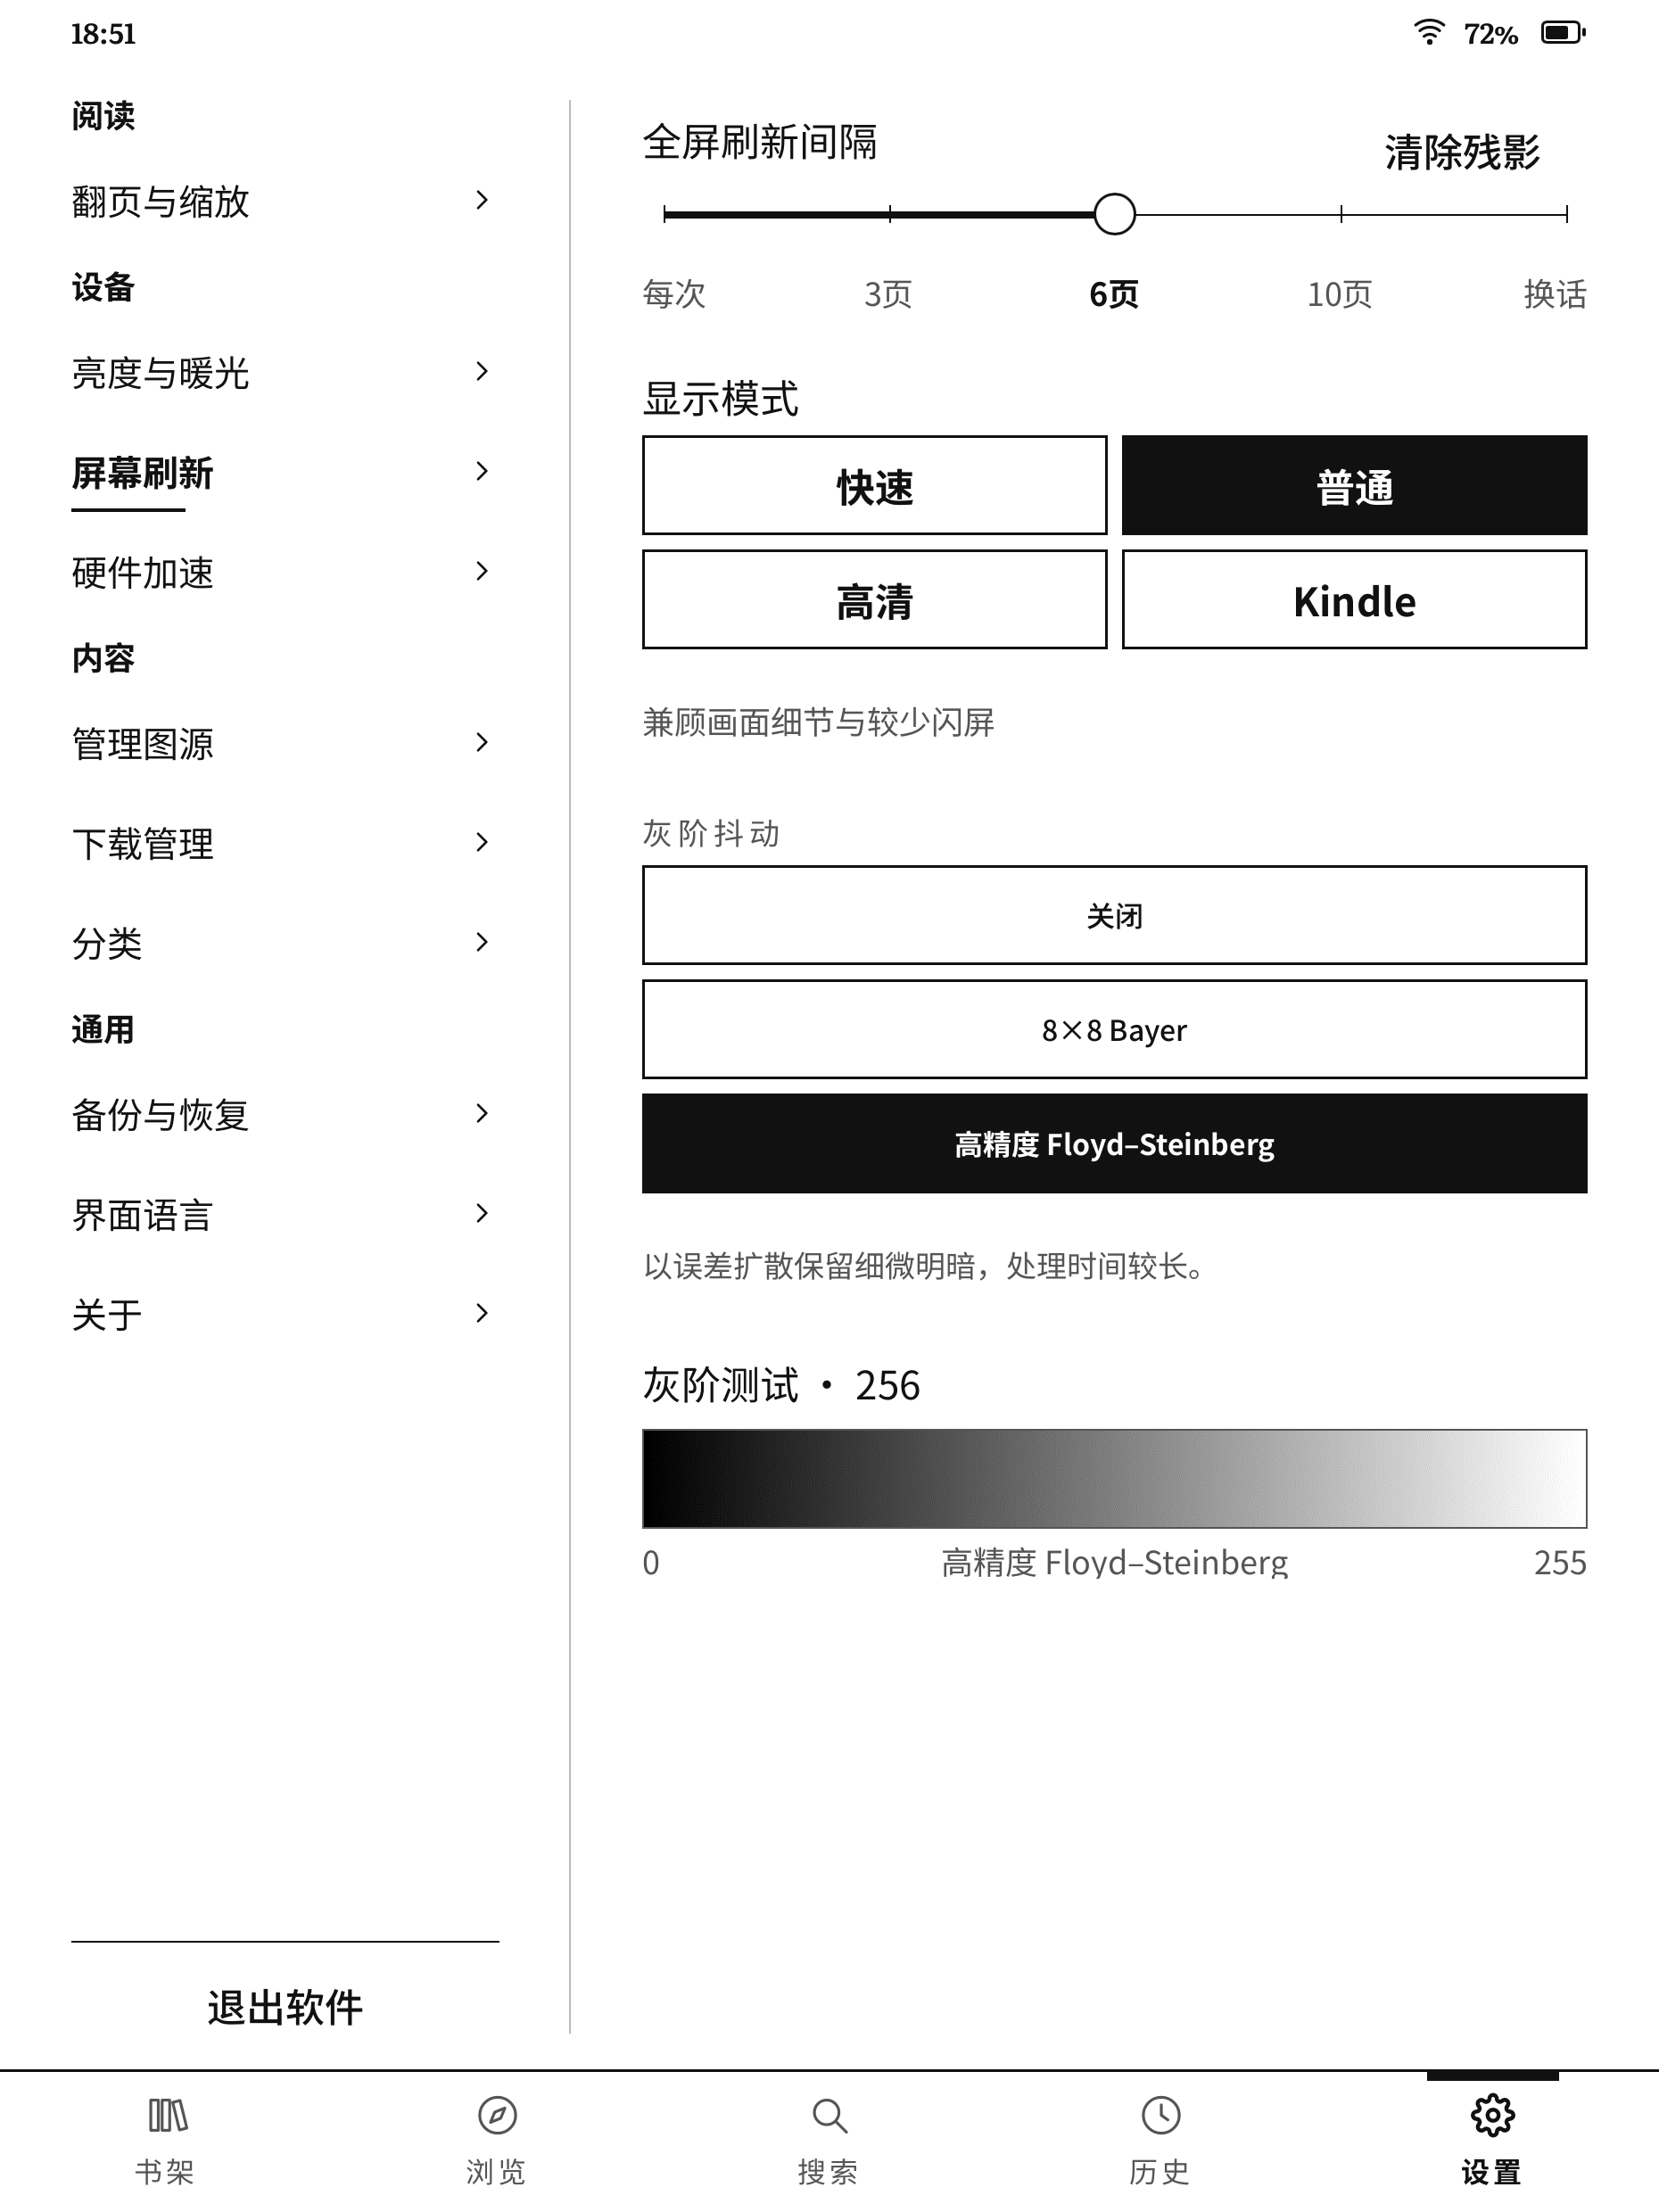 18:51
72%
阅读
翻页与缩放
设备
亮度与暖光
屏幕刷新
硬件加速
内容
管理图源
下载管理
分类
通用
备份与恢复
界面语言
关于
退出软件
全屏刷新间隔
清除残影
每次 3页 6页 10页 换话
显示模式
快速 普通
高清 Kindle
兼顾画面细节与较少闪屏
灰阶抖动
关闭
8×8 Bayer
高精度 Floyd–Steinberg
以误差扩散保留细微明暗，处理时间较长。
灰阶测试 · 256
0 高精度 Floyd–Steinberg 255
书架 浏览 搜索 历史 设置